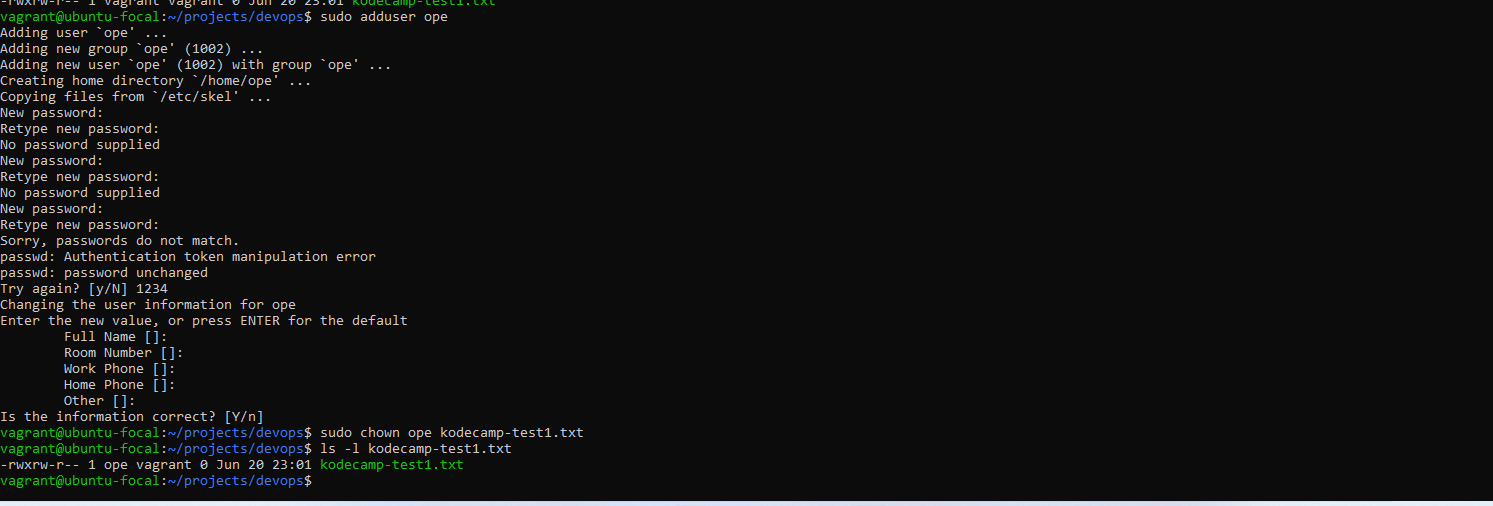 -rwxrw-r-- 1 vagrant vagrant 0 Jun 20 23:01 kodecamp-test1.txt
vagrant@ubuntu-focal:~/projects/devops$ sudo adduser ope
Adding user `ope' ...
Adding new group `ope' (1002) ...
Adding new user `ope' (1002) with group `ope' ...
Creating home directory `/home/ope' ...
Copying files from `/etc/skel' ...
New password:
Retype new password:
No password supplied
New password:
Retype new password:
No password supplied
New password:
Retype new password:
Sorry, passwords do not match.
passwd: Authentication token manipulation error
passwd: password unchanged
Try again? [y/N] 1234
Changing the user information for ope
Enter the new value, or press ENTER for the default
        Full Name []:
        Room Number []:
        Work Phone []:
        Home Phone []:
        Other []:
Is the information correct? [Y/n]
vagrant@ubuntu-focal:~/projects/devops$ sudo chown ope kodecamp-test1.txt
vagrant@ubuntu-focal:~/projects/devops$ ls -l kodecamp-test1.txt
-rwxrw-r-- 1 ope vagrant 0 Jun 20 23:01 kodecamp-test1.txt
vagrant@ubuntu-focal:~/projects/devops$